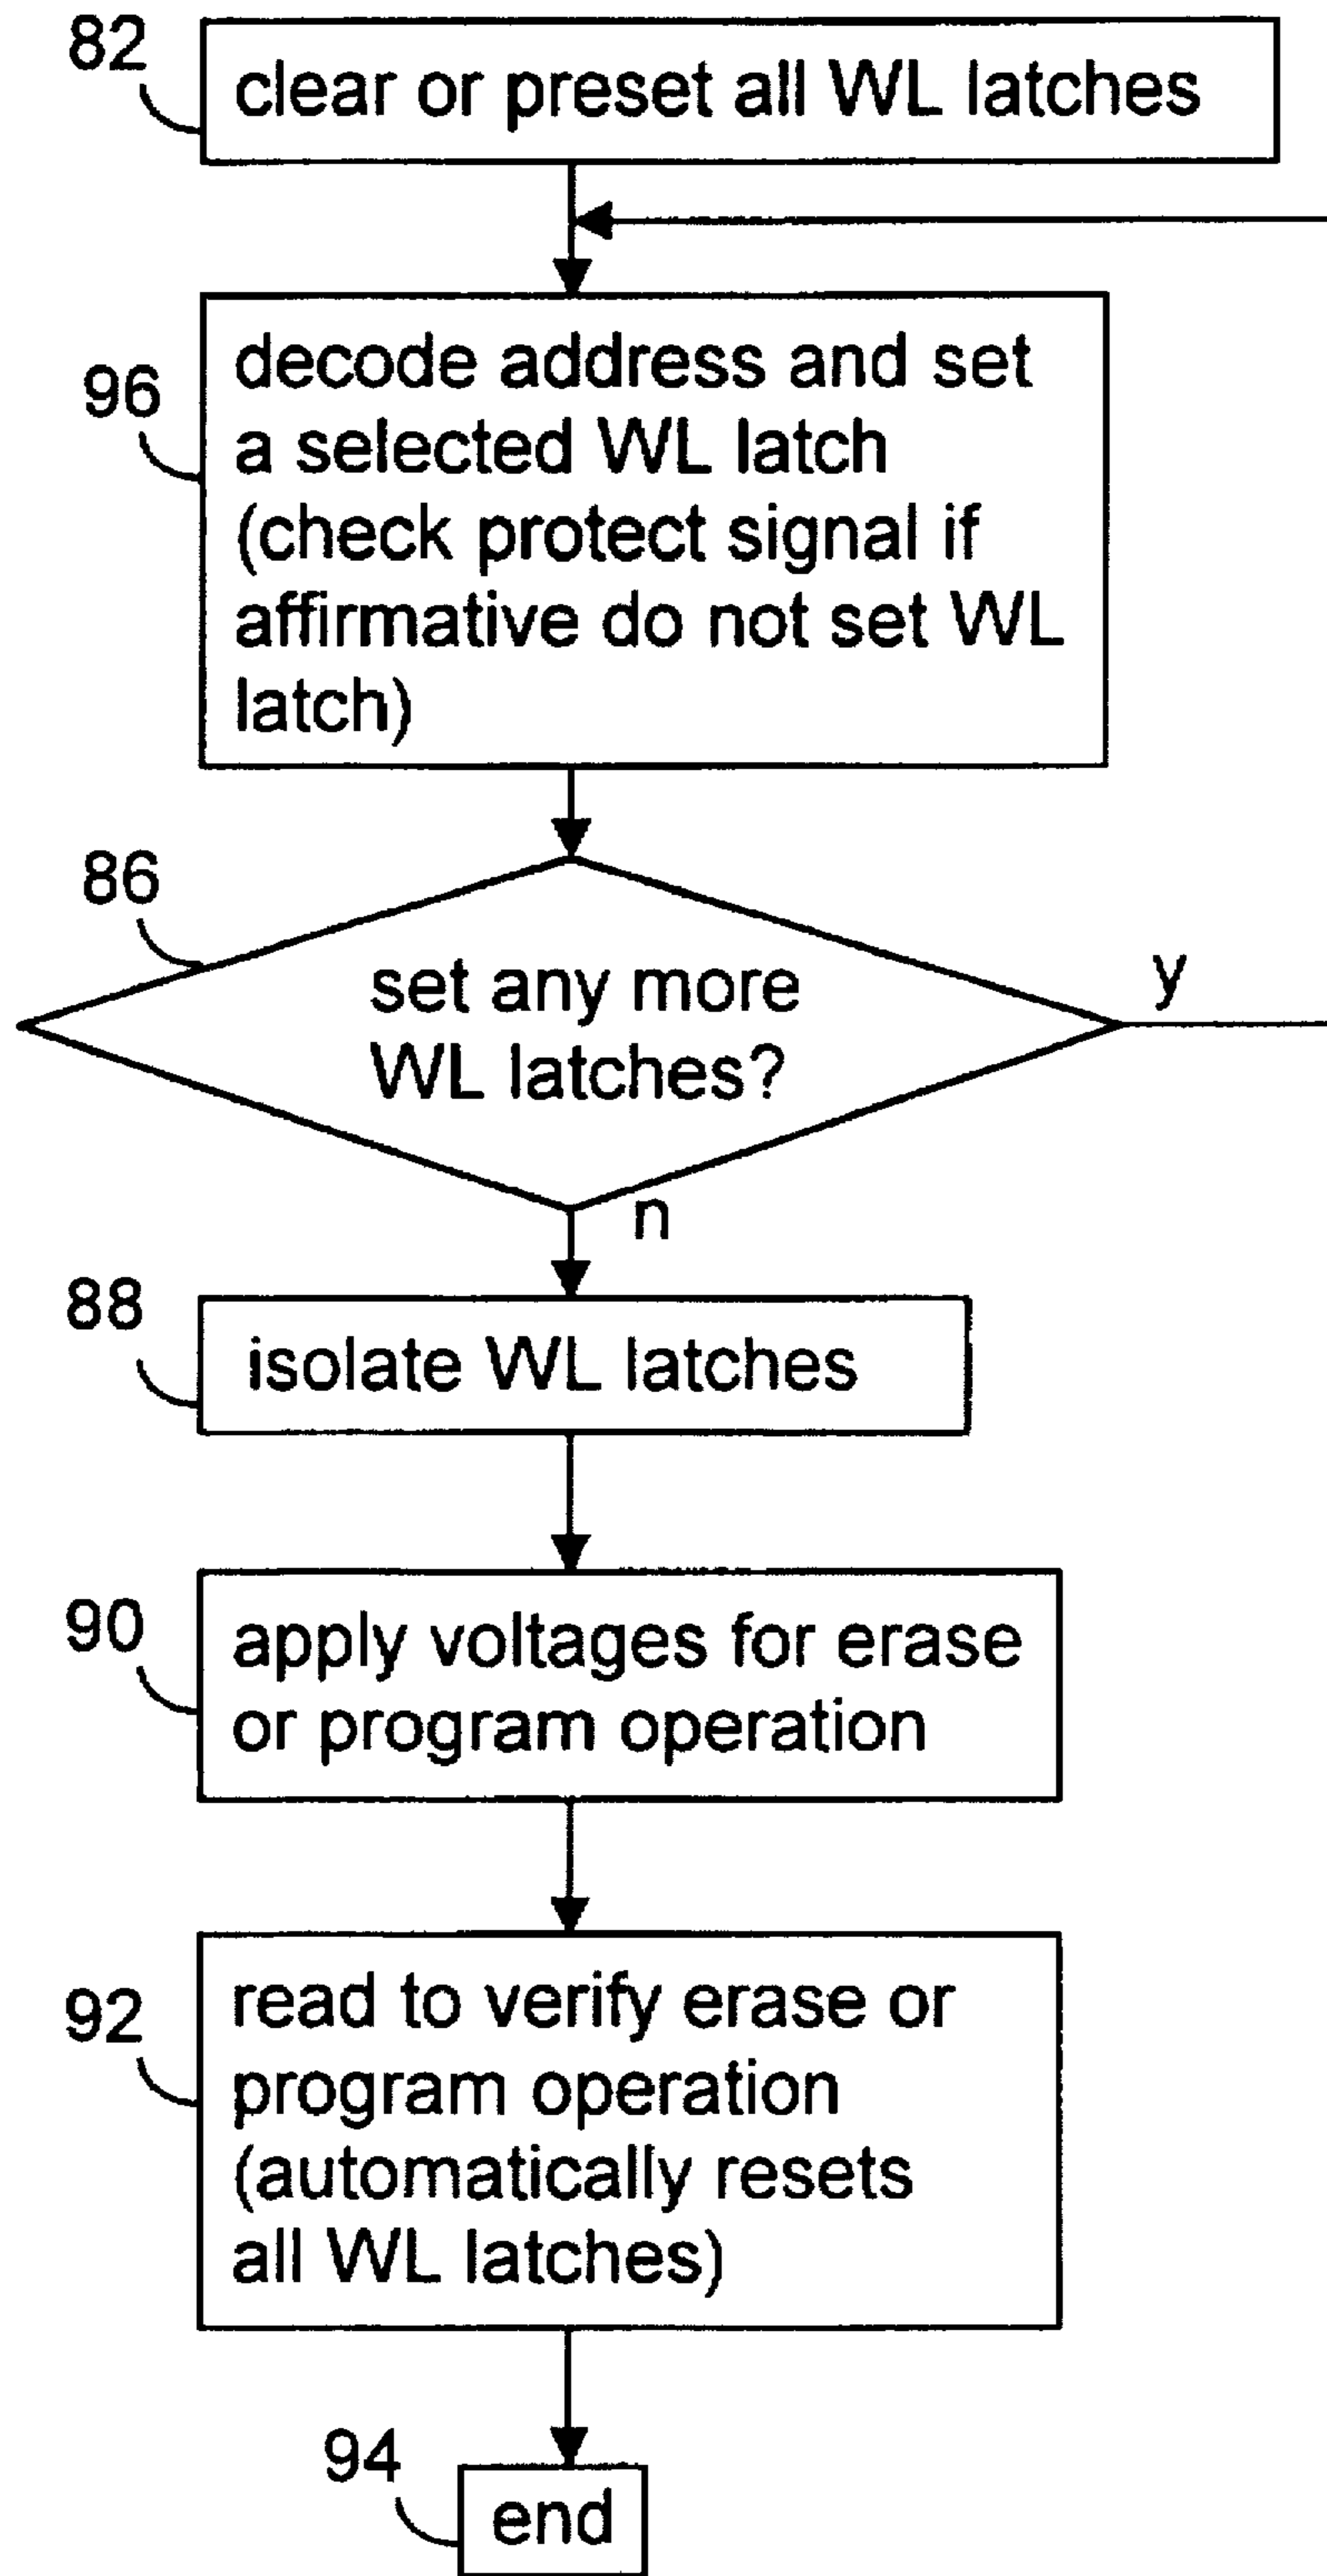 82
clear or preset all WL latches
96
decode address and set
a selected WL latch
(check protect signal if
affirmative do not set WL
latch)
86
set any more
WL latches?
y
n
88
isolate WL latches
90
apply voltages for erase
or program operation
92
read to verify erase or
program operation
(automatically resets
all WL latches)
94
end